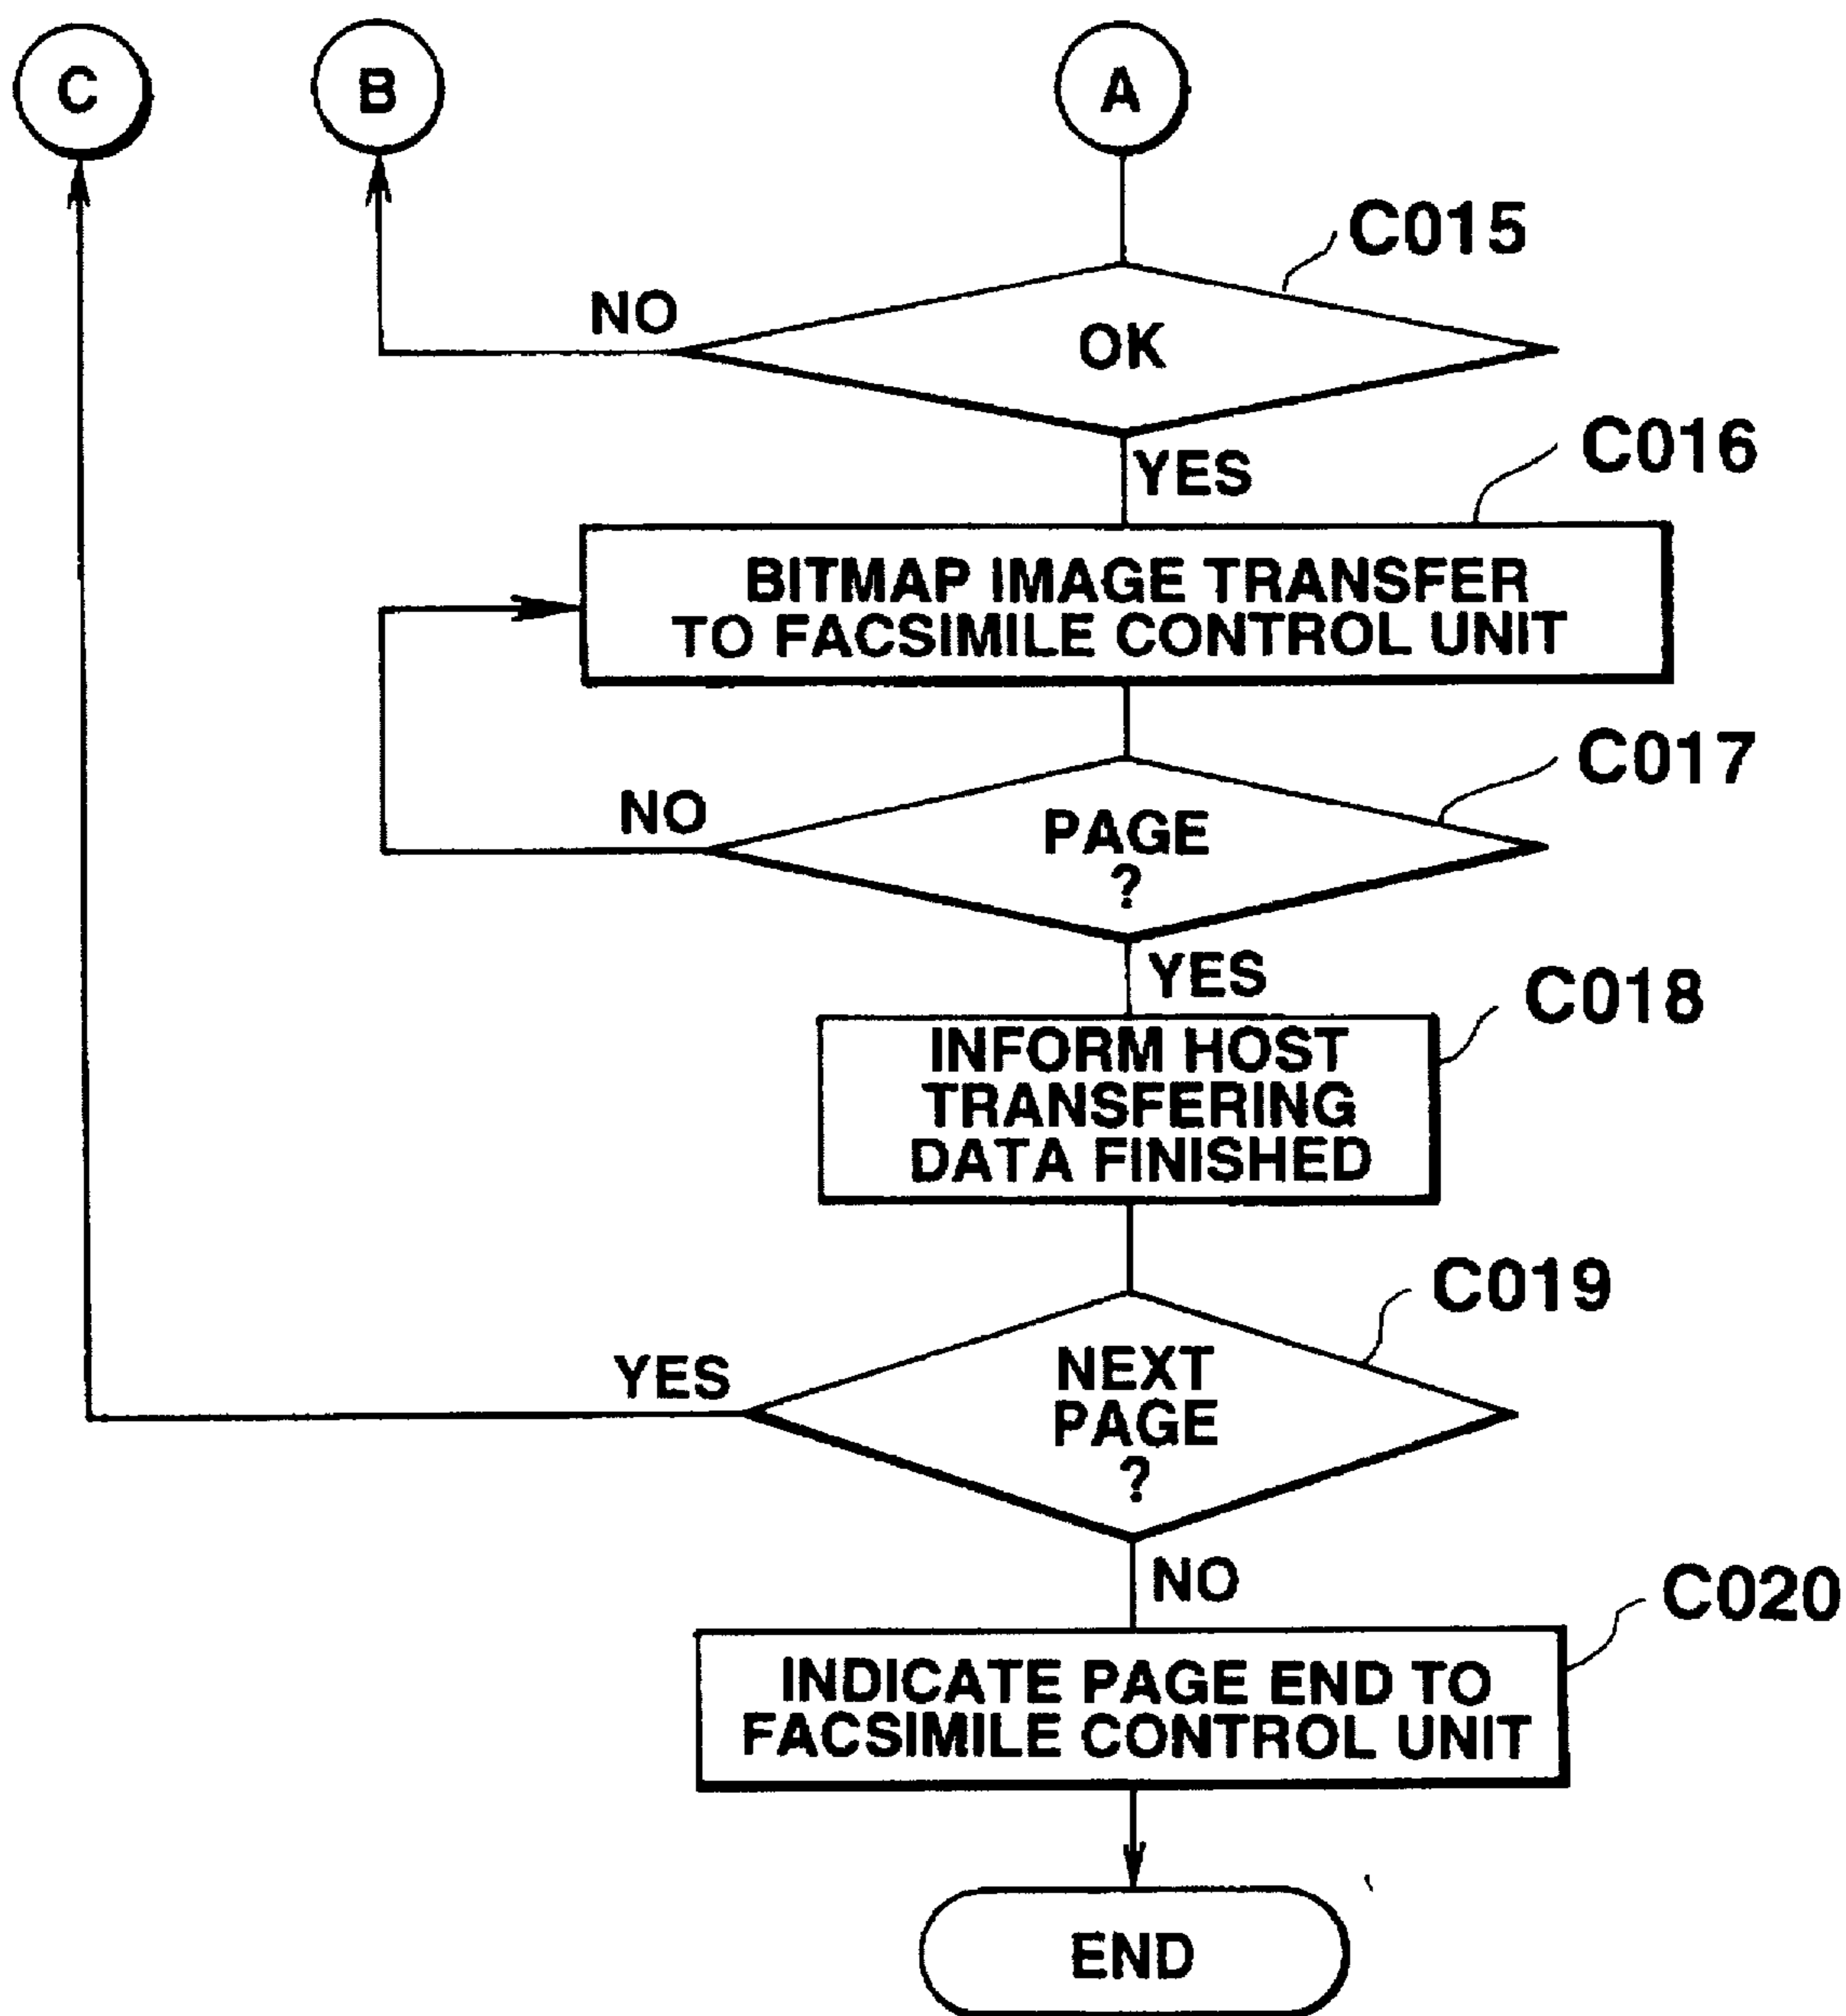 C
B
A
C015
NO
OK
YES
C016
BITMAP IMAGE TRANSFER
TO FACSIMILE CONTROL UNIT
C017
NO
PAGE
?
YES
C018
INFORM HOST
TRANSFERING
DATA FINISHED
C019
YES
NEXT
PAGE
?
NO
C020
INDICATE PAGE END TO
FACSIMILE CONTROL UNIT
END